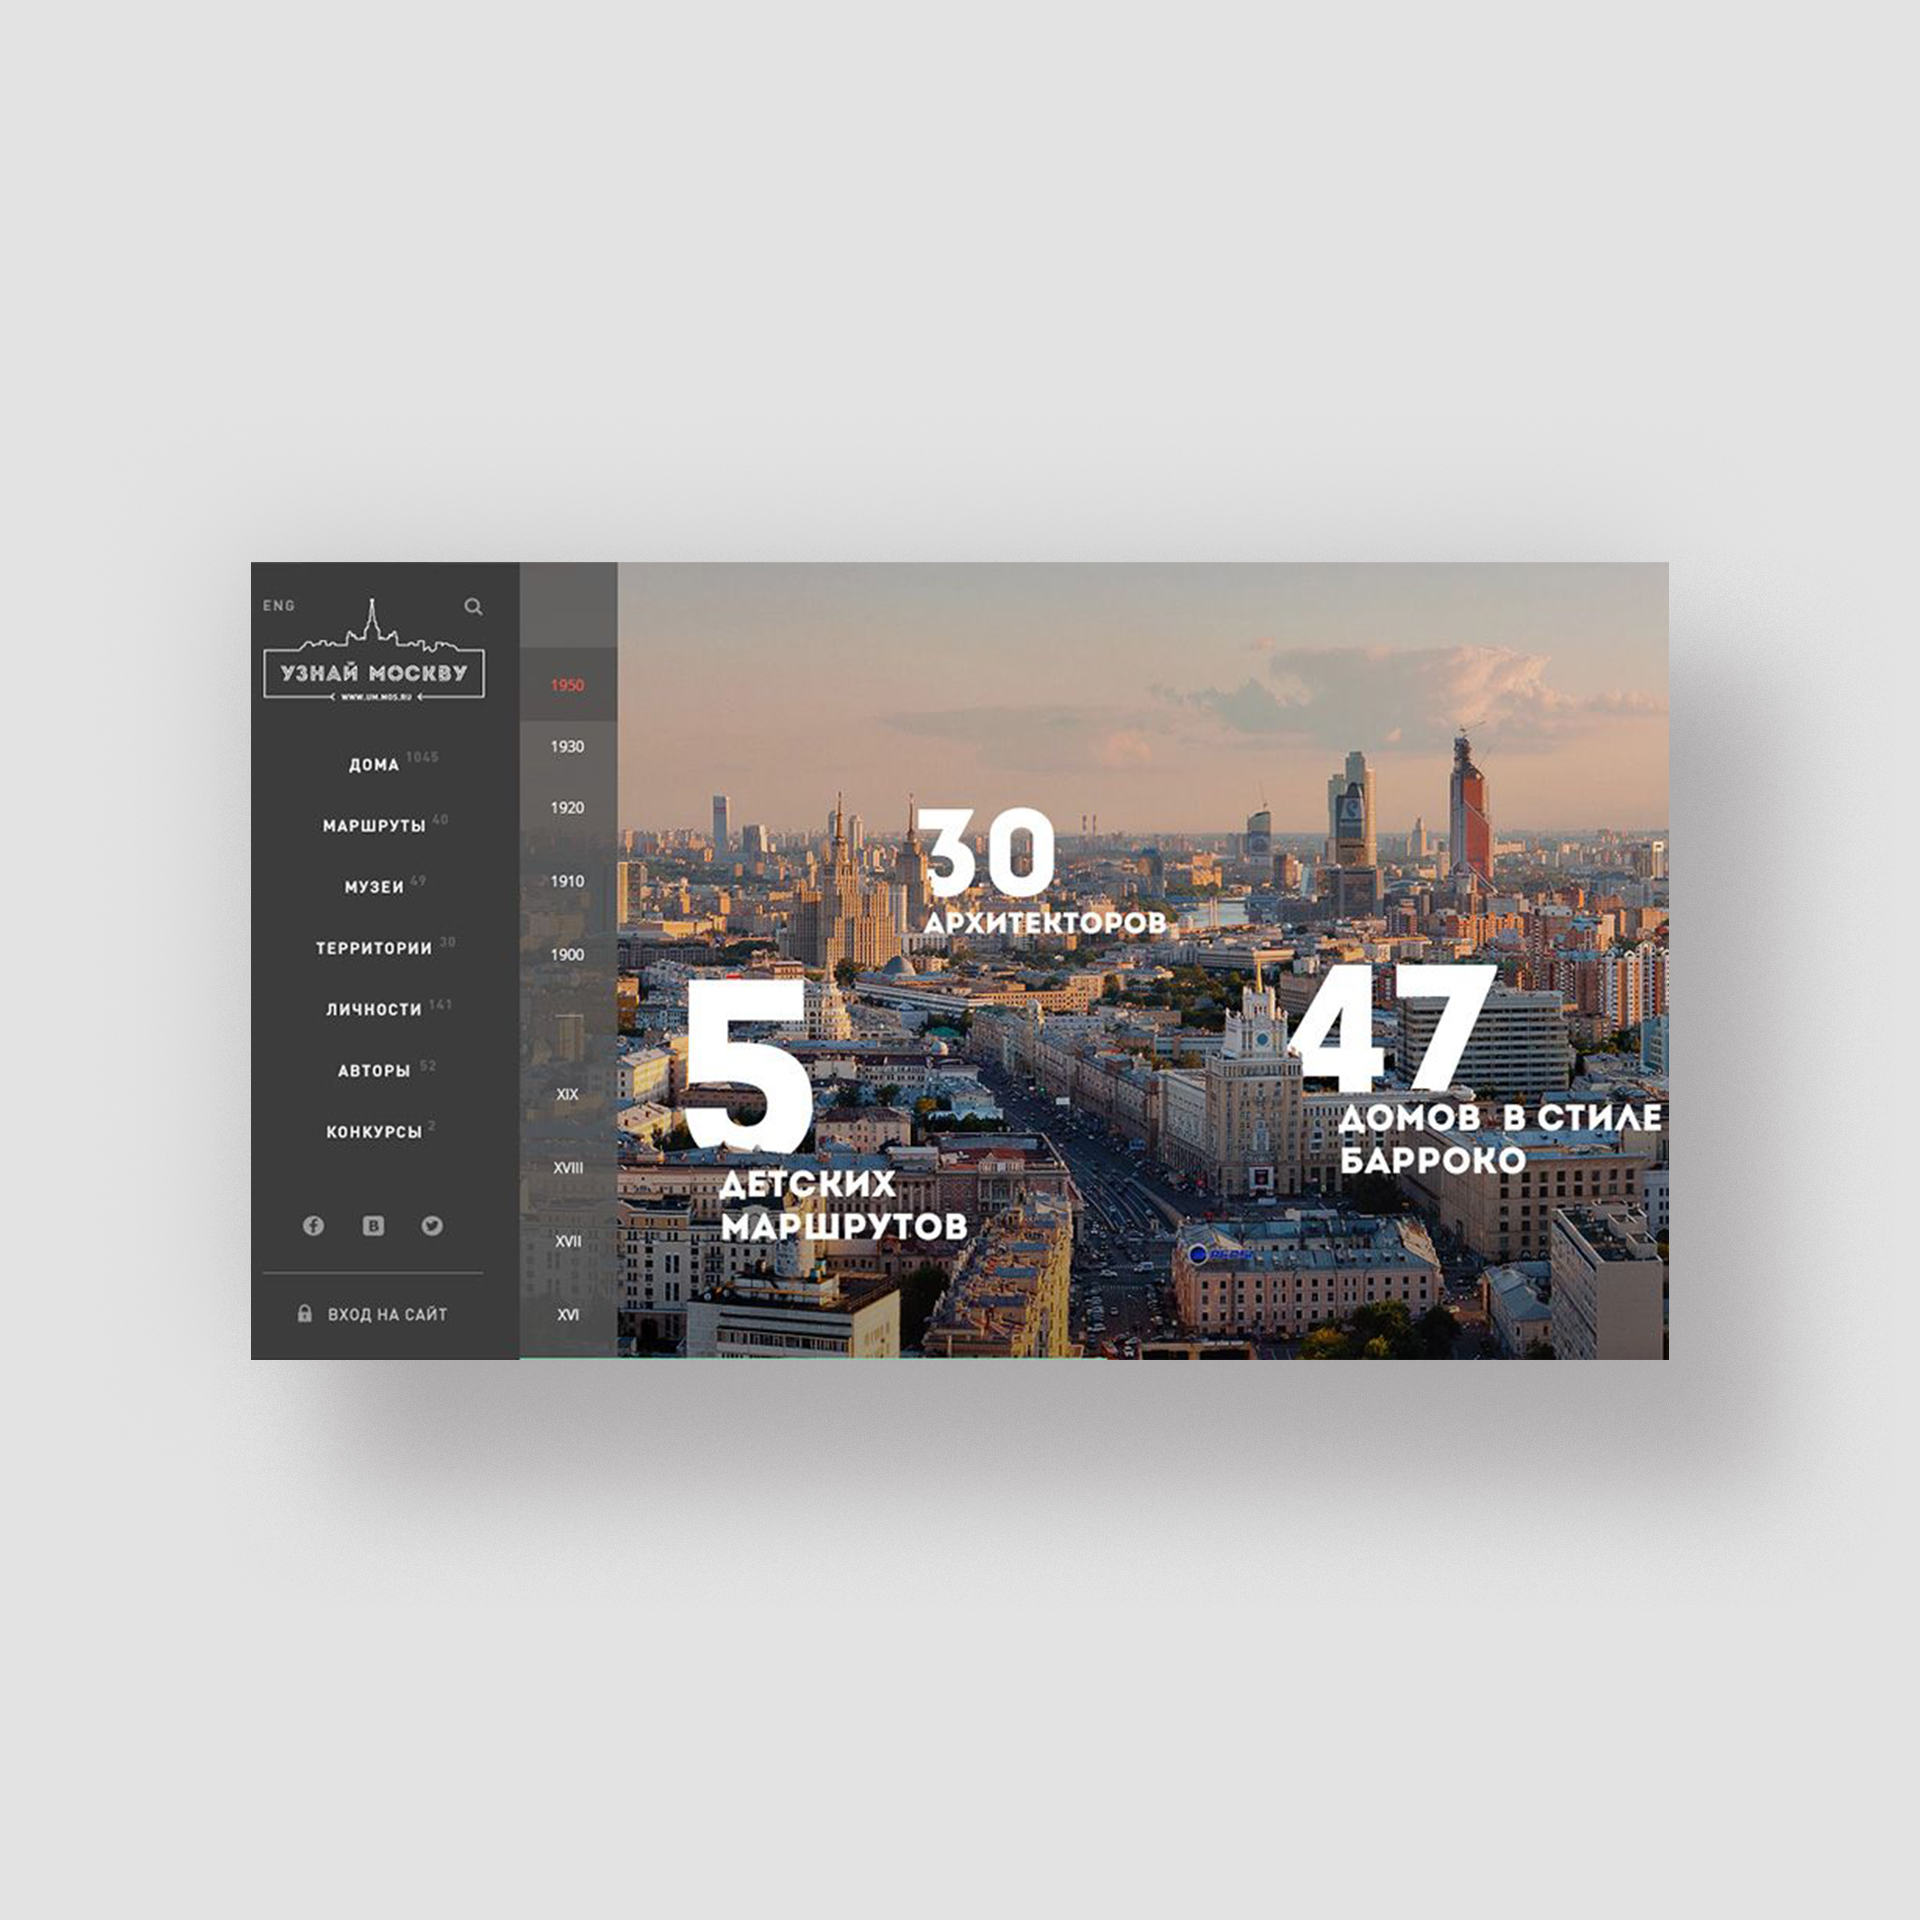 ENG
УЗНАЙ МОСКВУ
WWW.UM.MOS.RU
ДОМА 1045
МАРШРУТЫ 40
МУЗЕИ 49
ТЕРРИТОРИИ 30
ЛИЧНОСТИ 141
АВТОРЫ 52
КОНКУРСЫ 2
ВХОД НА САЙТ
1950
1930
1920
1910
1900
XIX
XVIII
XVII
XVI
30
АРХИТЕКТОРОВ
5
ДЕТСКИХ
МАРШРУТОВ
47
ДОМОВ В СТИЛЕ
БАРРОКО
PEPSI